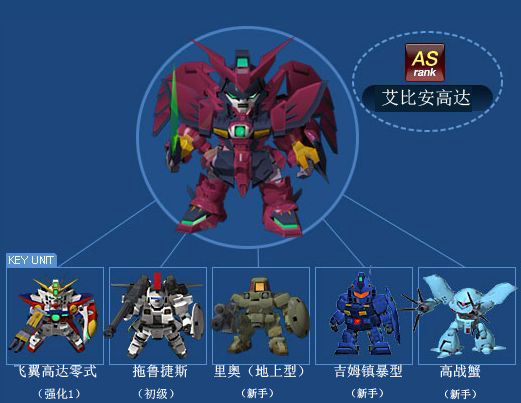 AS
rank
艾比安高达
KEY UNIT
飞翼高达零式
（强化1）
拖鲁捷斯
（初级）
里奥（地上型）
（新手）
吉姆镇暴型
（新手）
高战蟹
（新手）